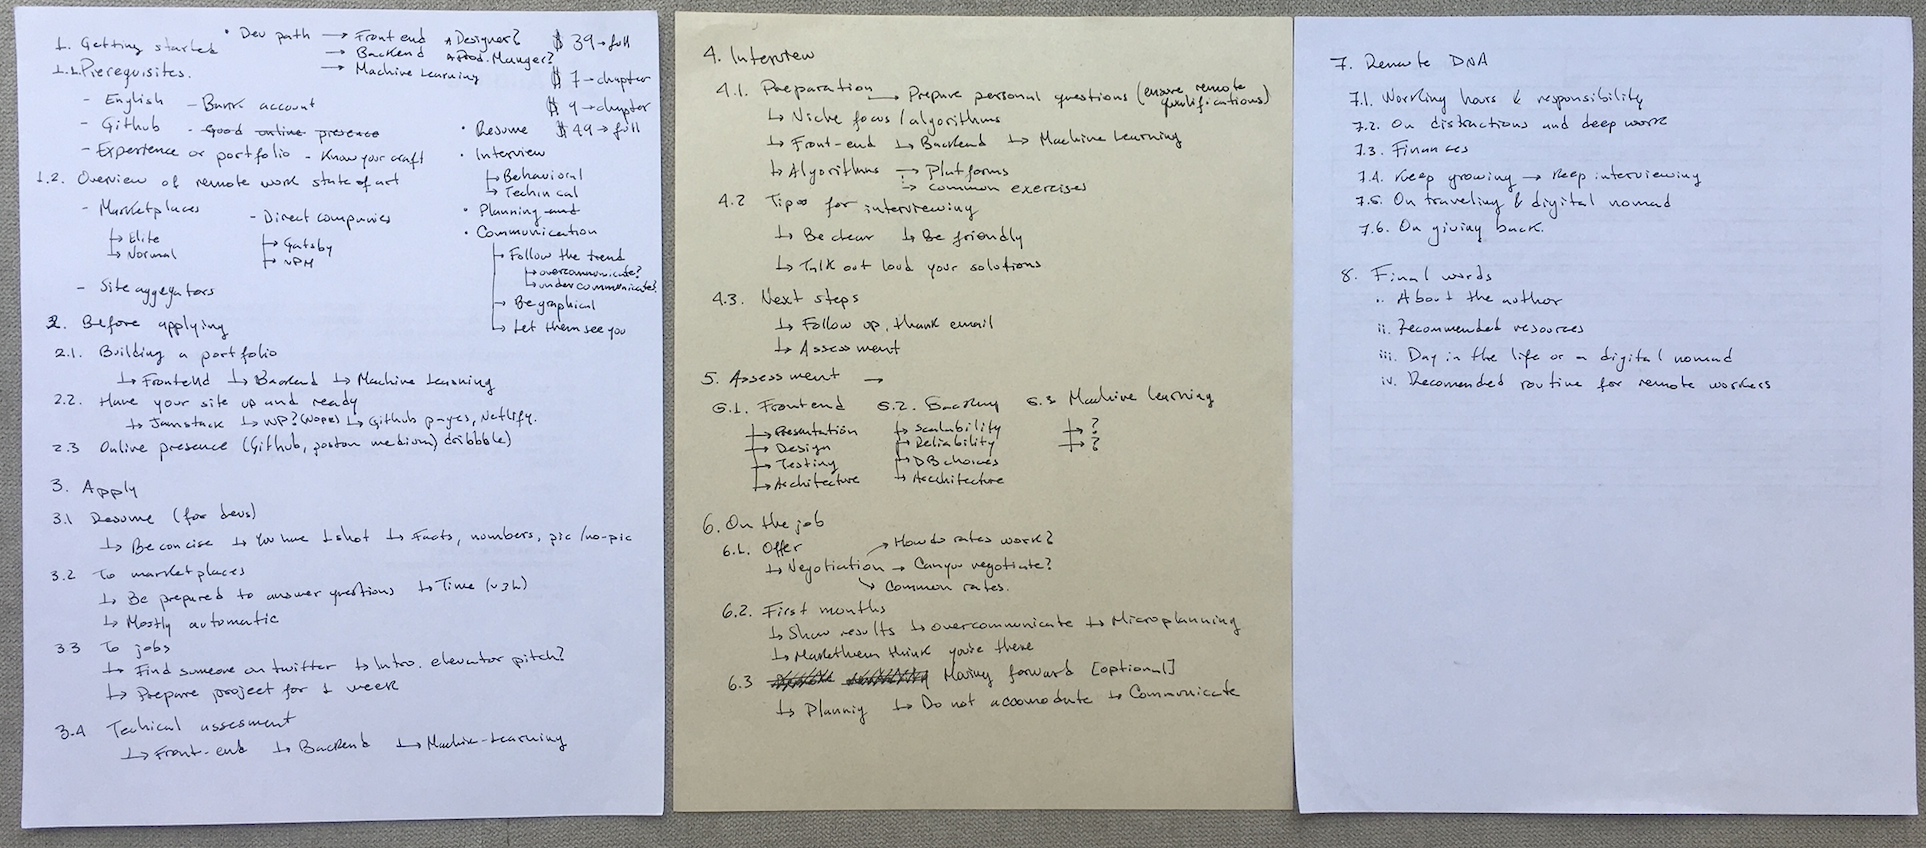 1. Getting started
• Dev path → Front end
→ Backend
→ Machine Learning
Designer?
Prod. Manger?
$ 39 → full
$ 7 → chapter
$ 9 → chapter
$ 49 → full
1.1. Prerequisites.
- English - Bank account
- Github - Good online presence
- Experience or portfolio - Know your craft
1.2. Overview of remote work state of art
- Marketplaces
↳ Elite
↳ Normal
- Direct companies
↳ Gatsby
↳ NPM
- Site aggegators
• Resume
• Interview
↳ Behavioral
↳ Techincal
• Planning and
• Communication
→ Follow the trend
↳ overcommunicate?
↳ undercommunicate?
→ Be graphical
↳ Let them see you
2. Before applying
2.1. Building a portfolio
↳ Frontend ↳ Backend ↳ Machine Learning
2.2. Have your site up and ready
↳ Jamstack ↳ WP? (Nope) ↳ Github pages, Netlify.
2.3 Online presence (Github, post on medium, dribbble)
3. Apply
3.1 Resume (for devs)
↳ Be concise ↳ You have 1 shot ↳ Facts, numbers, pic/no-pic
3.2 To marketplaces
↳ Be prepared to answer questions ↳ Time (~3h)
↳ Mostly automatic
3.3 To jobs
↳ Find someone on twitter ↳ Intro. elevator pitch?
↳ Prepare project for 1 week
3.4 Techical assesment
↳ Front-end ↳ Backend ↳ Machin-Learning
4. Interview
4.1. Preparation → Prepare personal questions (ensure remote qualifications)
↳ Niche focus / algorithms
↳ Front-end ↳ Backend ↳ Machine Learning
↳ Algorithms → Platforms
→ common exercises
4.2 Tips for interviewing
↳ Be clear ↳ Be friendly
↳ Talk out loud your solutions
4.3. Next steps
↳ Follow up, thank email
↳ Assessment
5. Assessment →
5.1. Frontend 5.2. Backend 5.3 Machine learning
↳ Presentation ↳ Scalability ↳ ?
↳ Design ↳ Reliability ↳ ?
↳ Testing ↳ DB choices
↳ Architecture ↳ Architecture
6. On the job
6.1. Offer
↳ Negotiation → How do rates work?
→ Can you negotiate?
→ Common rates.
6.2. First months
↳ Show results ↳ overcommunicate ↳ Microplanning
↳ Make them think you're there
6.3 Moving forward [optional]
↳ Plannig ↳ Do not accomodate ↳ Communicate
7. Remote DNA
7.1. Working hours & responsibility
7.2. On distractions and deep work
7.3. Finances
7.4. Keep growing → Keep interviewing
7.5. On traveling & digital nomad
7.6. On giving back.
8. Final words
i. About the author
ii. Recommended resources
iii. Day in the life or a digital nomad
iv. Recomended routine for remote workers